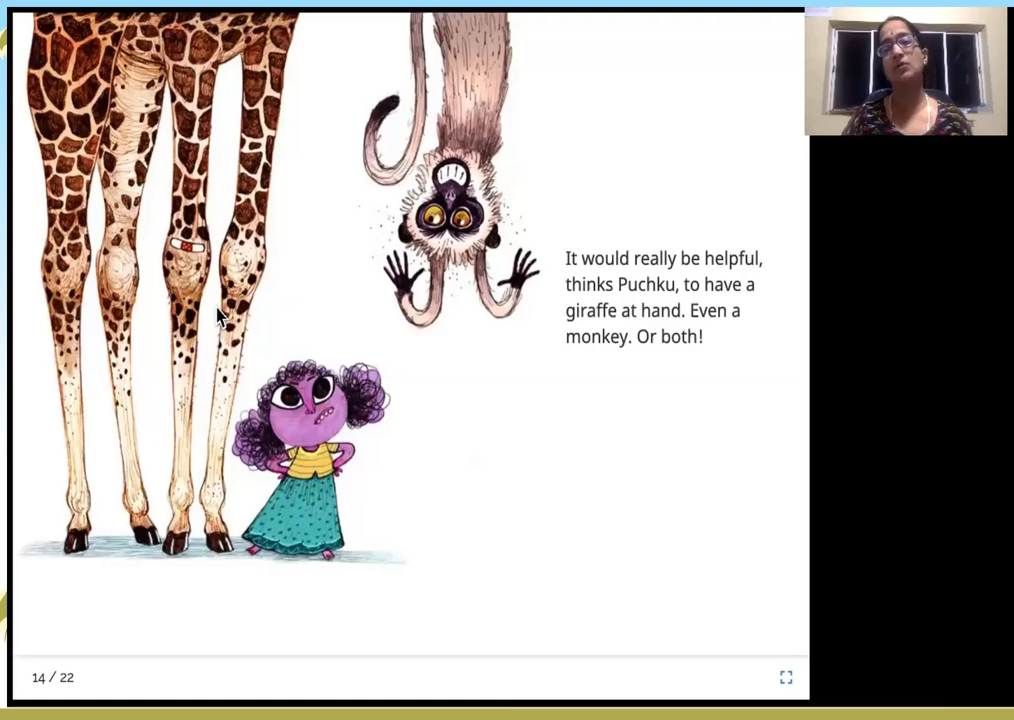 It would really be helpful,
thinks Puchku, to have a
giraffe at hand. Even a
monkey. Or both!
14 / 22